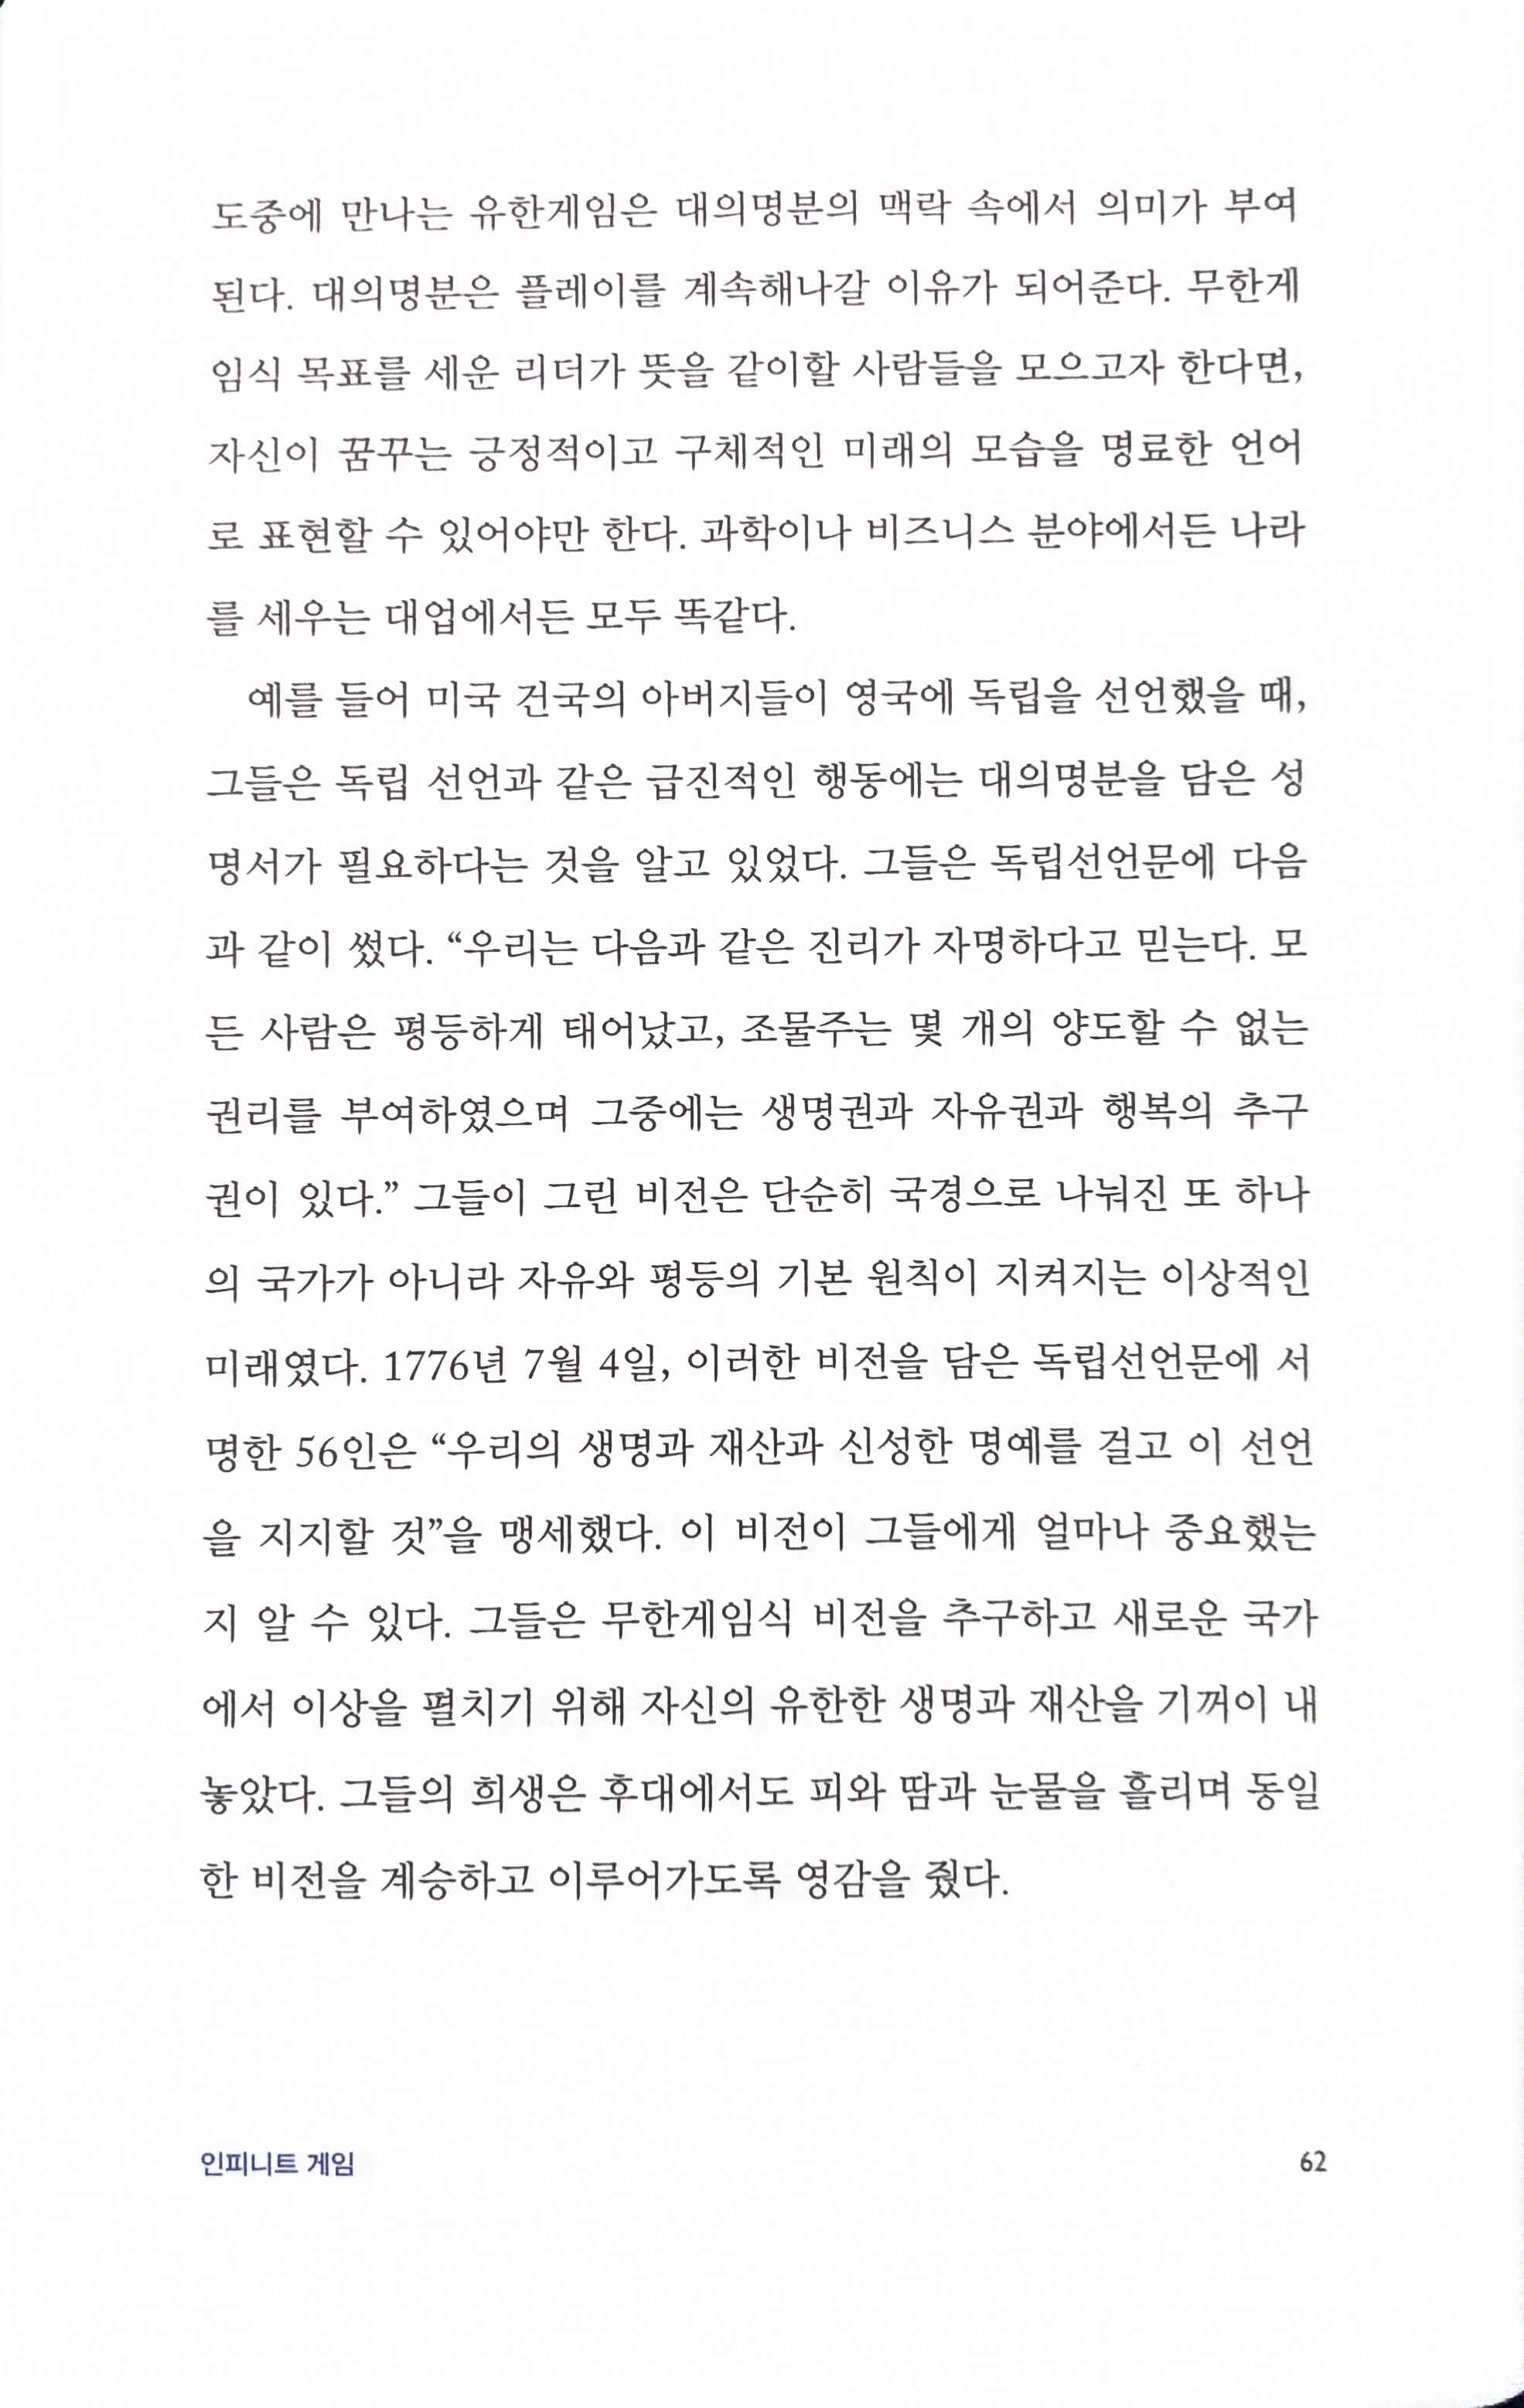 도중에 만나는 유한게임은 대의명분의 맥락 속에서 의미가 부여
된다. 대의명분은 플레이를 계속해나갈 이유가 되어준다. 무한게
임식 목표를 세운 리더가 뜻을 같이할 사람들을 모으고자 한다면,
자신이 꿈꾸는 긍정적이고 구체적인 미래의 모습을 명료한 언어
로 표현할 수 있어야만 한다. 과학이나 비즈니스 분야에서든 나라
를 세우는 대업에서든 모두 똑같다.
예를 들어 미국 건국의 아버지들이 영국에 독립을 선언했을 때,
그들은 독립 선언과 같은 급진적인 행동에는 대의명분을 담은 성
명서가 필요하다는 것을 알고 있었다. 그들은 독립선언문에 다음
과 같이 썼다. “우리는 다음과 같은 진리가 자명하다고 믿는다. 모
든 사람은 평등하게 태어났고, 조물주는 몇 개의 양도할 수 없는
권리를 부여하였으며 그중에는 생명권과 자유권과 행복의 추구
권이 있다.” 그들이 그린 비전은 단순히 국경으로 나눠진 또 하나
의 국가가 아니라 자유와 평등의 기본 원칙이 지켜지는 이상적인
미래였다. 1776년 7월 4일, 이러한 비전을 담은 독립선언문에 서
명한 56인은 “우리의 생명과 재산과 신성한 명예를 걸고 이 선언
을 지지할 것”을 맹세했다. 이 비전이 그들에게 얼마나 중요했는
지 알 수 있다. 그들은 무한게임식 비전을 추구하고 새로운 국가
에서 이상을 펼치기 위해 자신의 유한한 생명과 재산을 기꺼이 내
놓았다. 그들의 희생은 후대에서도 피와 땀과 눈물을 흘리며 동일
한 비전을 계승하고 이루어가도록 영감을 줬다.
인피니트 게임 62